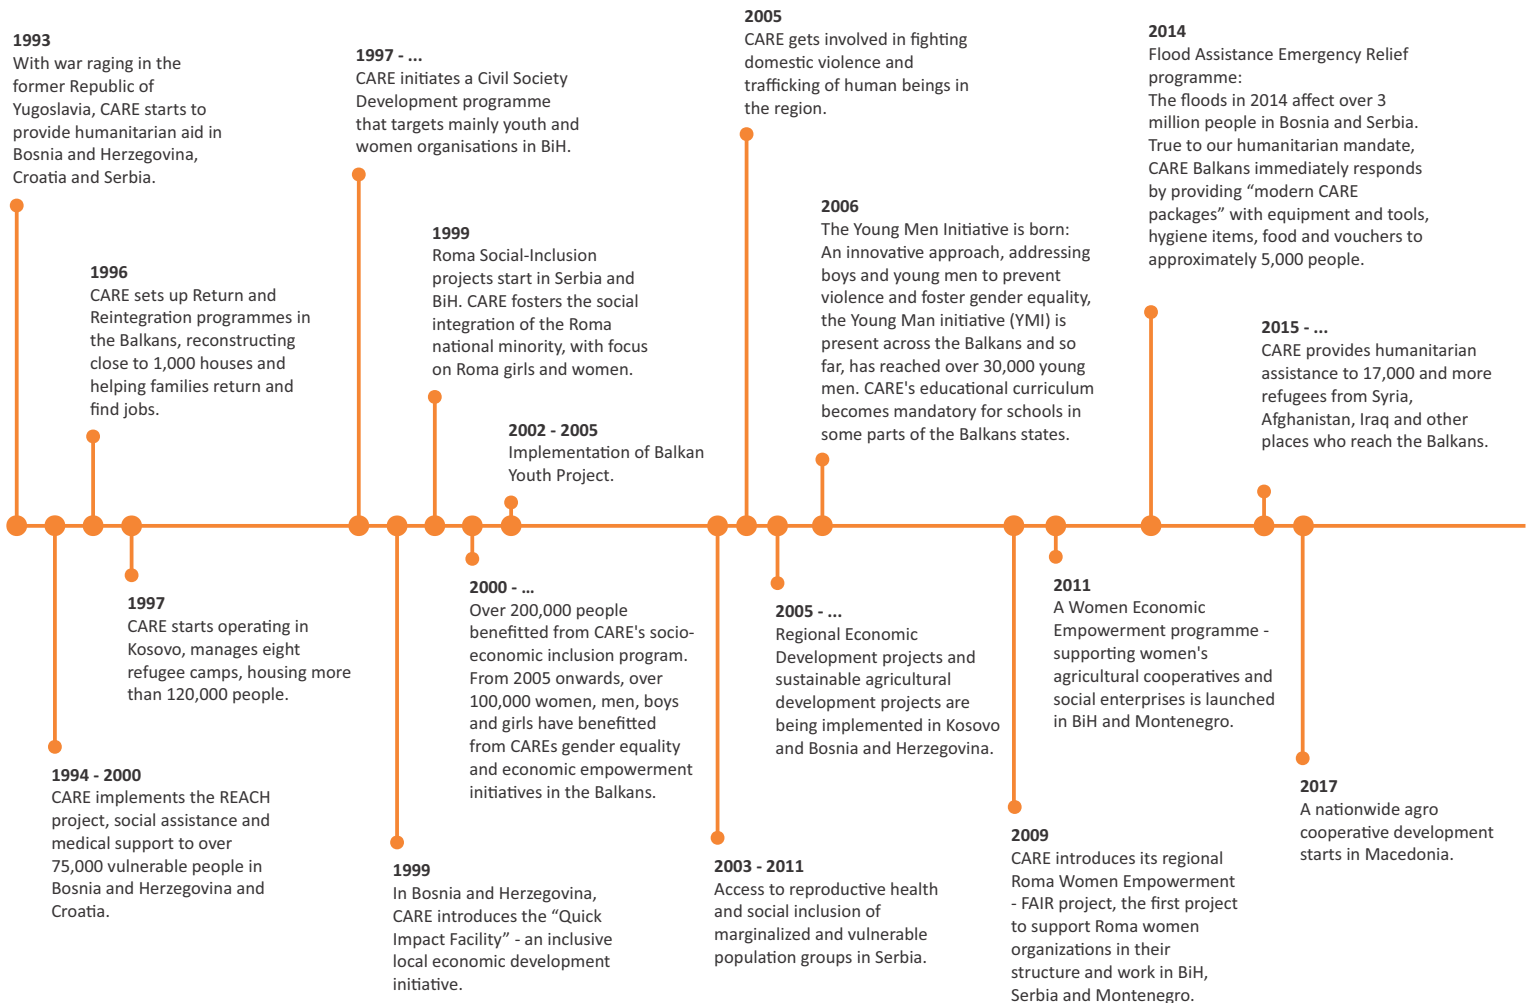 1993
With war raging in the
former Republic of
Yugoslavia, CARE starts to
provide humanitarian aid in
Bosnia and Herzegovina,
Croatia and Serbia.
1994 - 2000
CARE implements the REACH
project, social assistance and
medical support to over
75,000 vulnerable people in
Bosnia and Herzegovina and
Croatia.
1996
CARE sets up Return and
Reintegration programmes in
the Balkans, reconstructing
close to 1,000 houses and
helping families return and
find jobs.
1997
CARE starts operating in
Kosovo, manages eight
refugee camps, housing more
than 120,000 people.
1997 - ...
CARE initiates a Civil Society
Development programme
that targets mainly youth and
women organisations in BiH.
1999
In Bosnia and Herzegovina,
CARE introduces the “Quick
Impact Facility” - an inclusive
local economic development
initiative.
1999
Roma Social-Inclusion
projects start in Serbia and
BiH. CARE fosters the social
integration of the Roma
national minority, with focus
on Roma girls and women.
2000 - ...
Over 200,000 people
benefitted from CARE's socio-
economic inclusion program.
From 2005 onwards, over
100,000 women, men, boys
and girls have benefitted
from CAREs gender equality
and economic empowerment
initiatives in the Balkans.
2002 - 2005
Implementation of Balkan
Youth Project.
2003 - 2011
Access to reproductive health
and social inclusion of
marginalized and vulnerable
population groups in Serbia.
2005
CARE gets involved in fighting
domestic violence and
trafficking of human beings in
the region.
2005 - ...
Regional Economic
Development projects and
sustainable agricultural
development projects are
being implemented in Kosovo
and Bosnia and Herzegovina.
2006
The Young Men Initiative is born:
An innovative approach, addressing
boys and young men to prevent
violence and foster gender equality,
the Young Man initiative (YMI) is
present across the Balkans and so
far, has reached over 30,000 young
men. CARE's educational curriculum
becomes mandatory for schools in
some parts of the Balkans states.
2009
CARE introduces its regional
Roma Women Empowerment
- FAIR project, the first project
to support Roma women
organizations in their
structure and work in BiH,
Serbia and Montenegro.
2011
A Women Economic
Empowerment programme -
supporting women's
agricultural cooperatives and
social enterprises is launched
in BiH and Montenegro.
2014
Flood Assistance Emergency Relief
programme:
The floods in 2014 affect over 3
million people in Bosnia and Serbia.
True to our humanitarian mandate,
CARE Balkans immediately responds
by providing “modern CARE
packages” with equipment and tools,
hygiene items, food and vouchers to
approximately 5,000 people.
2015 - ...
CARE provides humanitarian
assistance to 17,000 and more
refugees from Syria,
Afghanistan, Iraq and other
places who reach the Balkans.
2017
A nationwide agro
cooperative development
starts in Macedonia.